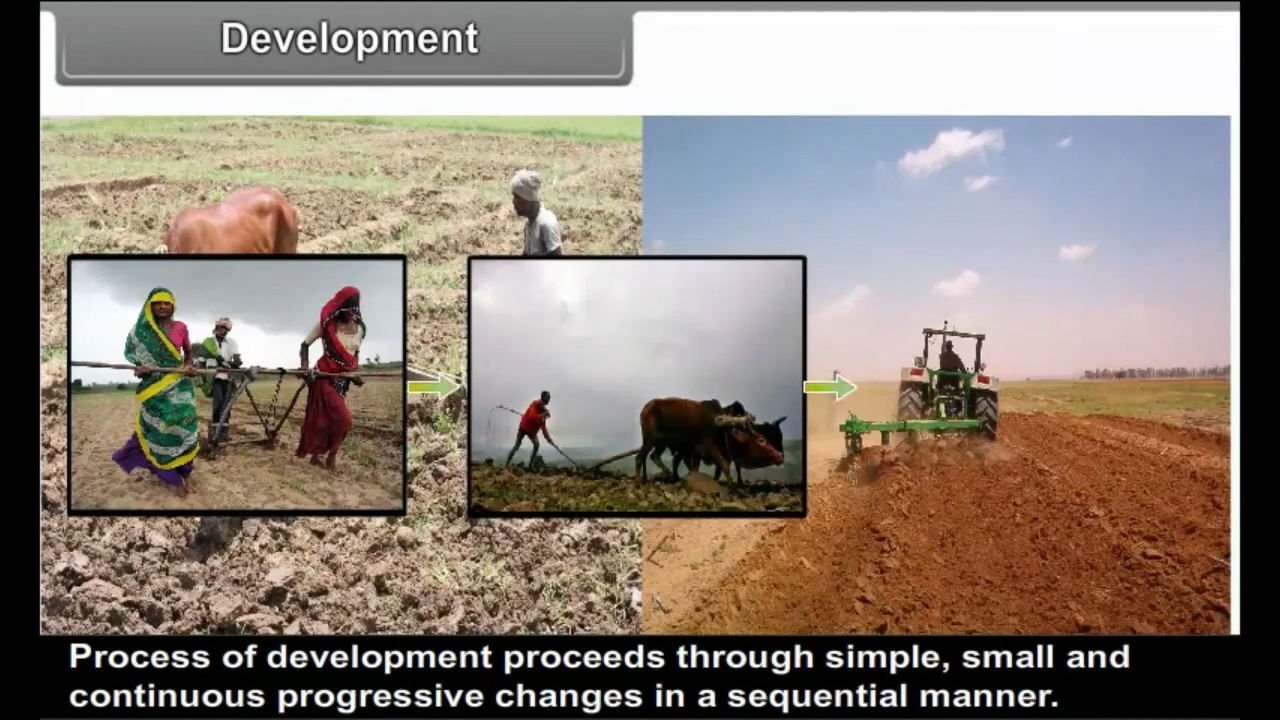 Development
Process of development proceeds through simple, small and
continuous progressive changes in a sequential manner.